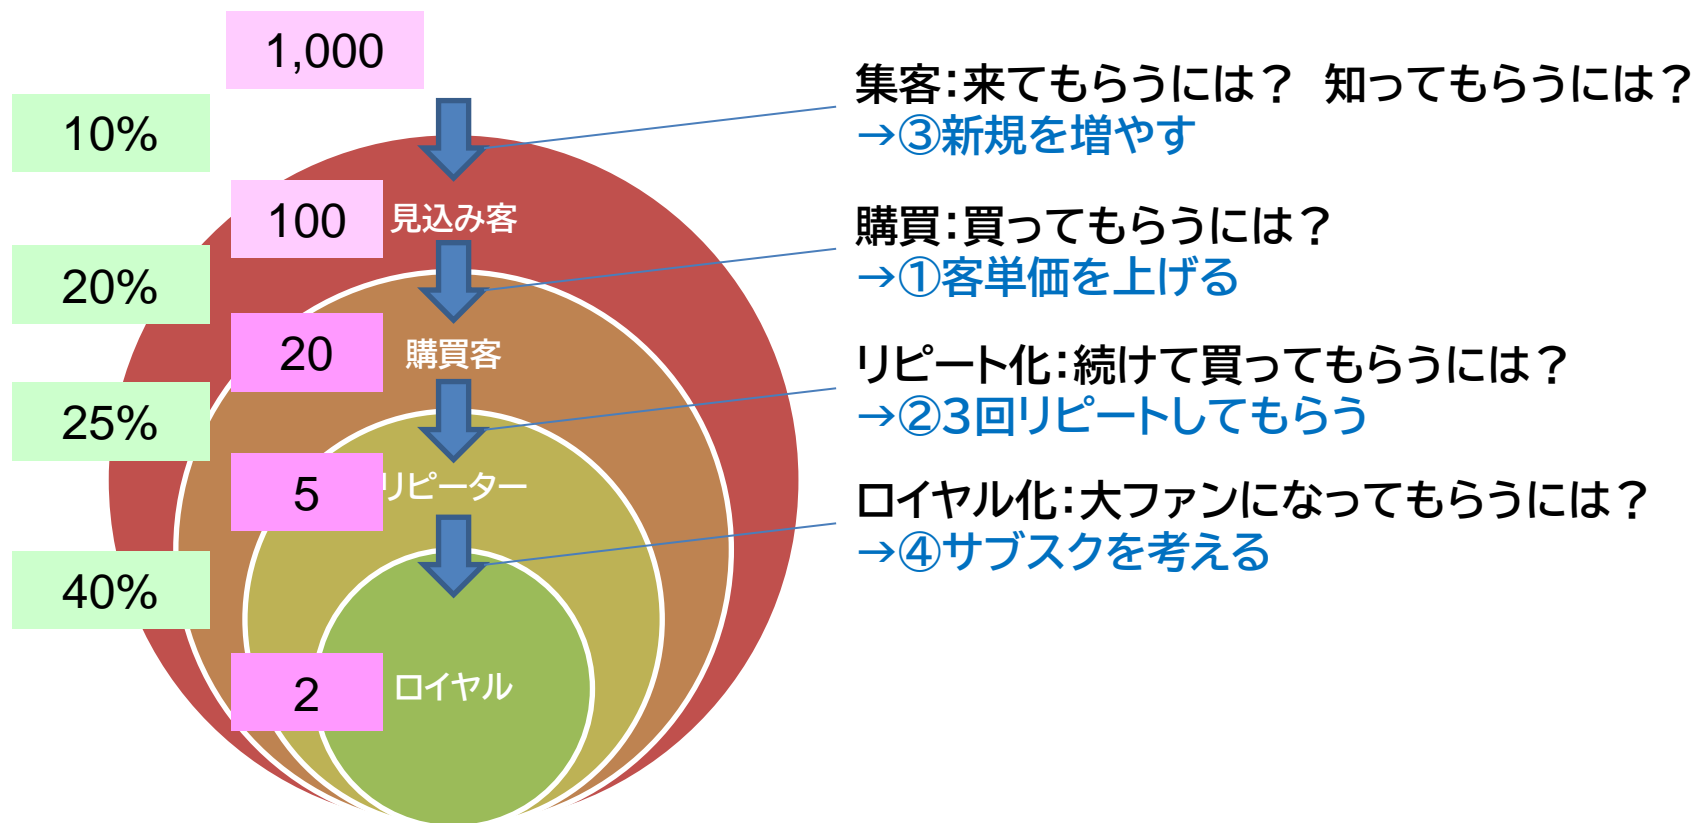 1,000
10%
100
見込み客
20%
20
購買客
25%
5
リピーター
40%
2
ロイヤル
集客：来てもらうには？　知ってもらうには？
→③新規を増やす
購買：買ってもらうには？
→①客単価を上げる
リピート化：続けて買ってもらうには？
→②3回リピートしてもらう
ロイヤル化：大ファンになってもらうには？
→④サブスクを考える